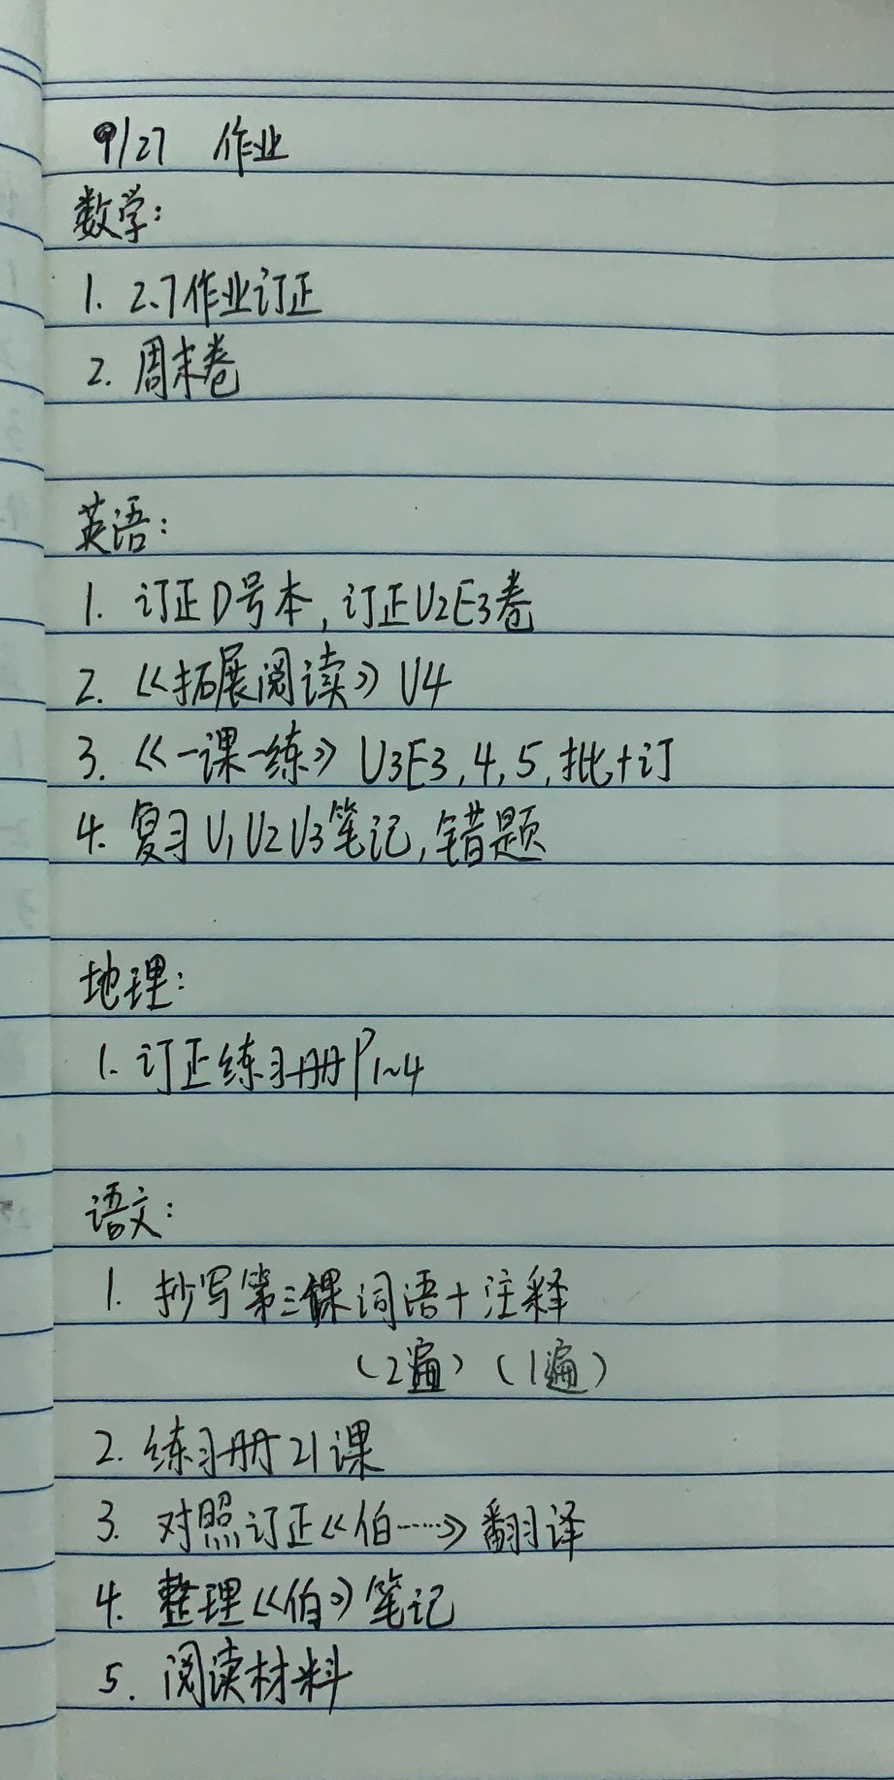 9/27 作业
数学:
1. 2.7作业订正
2. 周末卷
英语:
1. 订正D号本,订正U2E3卷
2. 《拓展阅读》U4
3. 《一课一练》U3E3,4,5,批+订
4. 复习U1U2U3笔记,错题
地理:
1. 订正练习册P1~4
语文:
1. 抄写第三课词语+注释
(2遍)(1遍)
2. 练习册21课
3. 对照订正《伯……》翻译
4. 整理《伯》笔记
5. 阅读材料